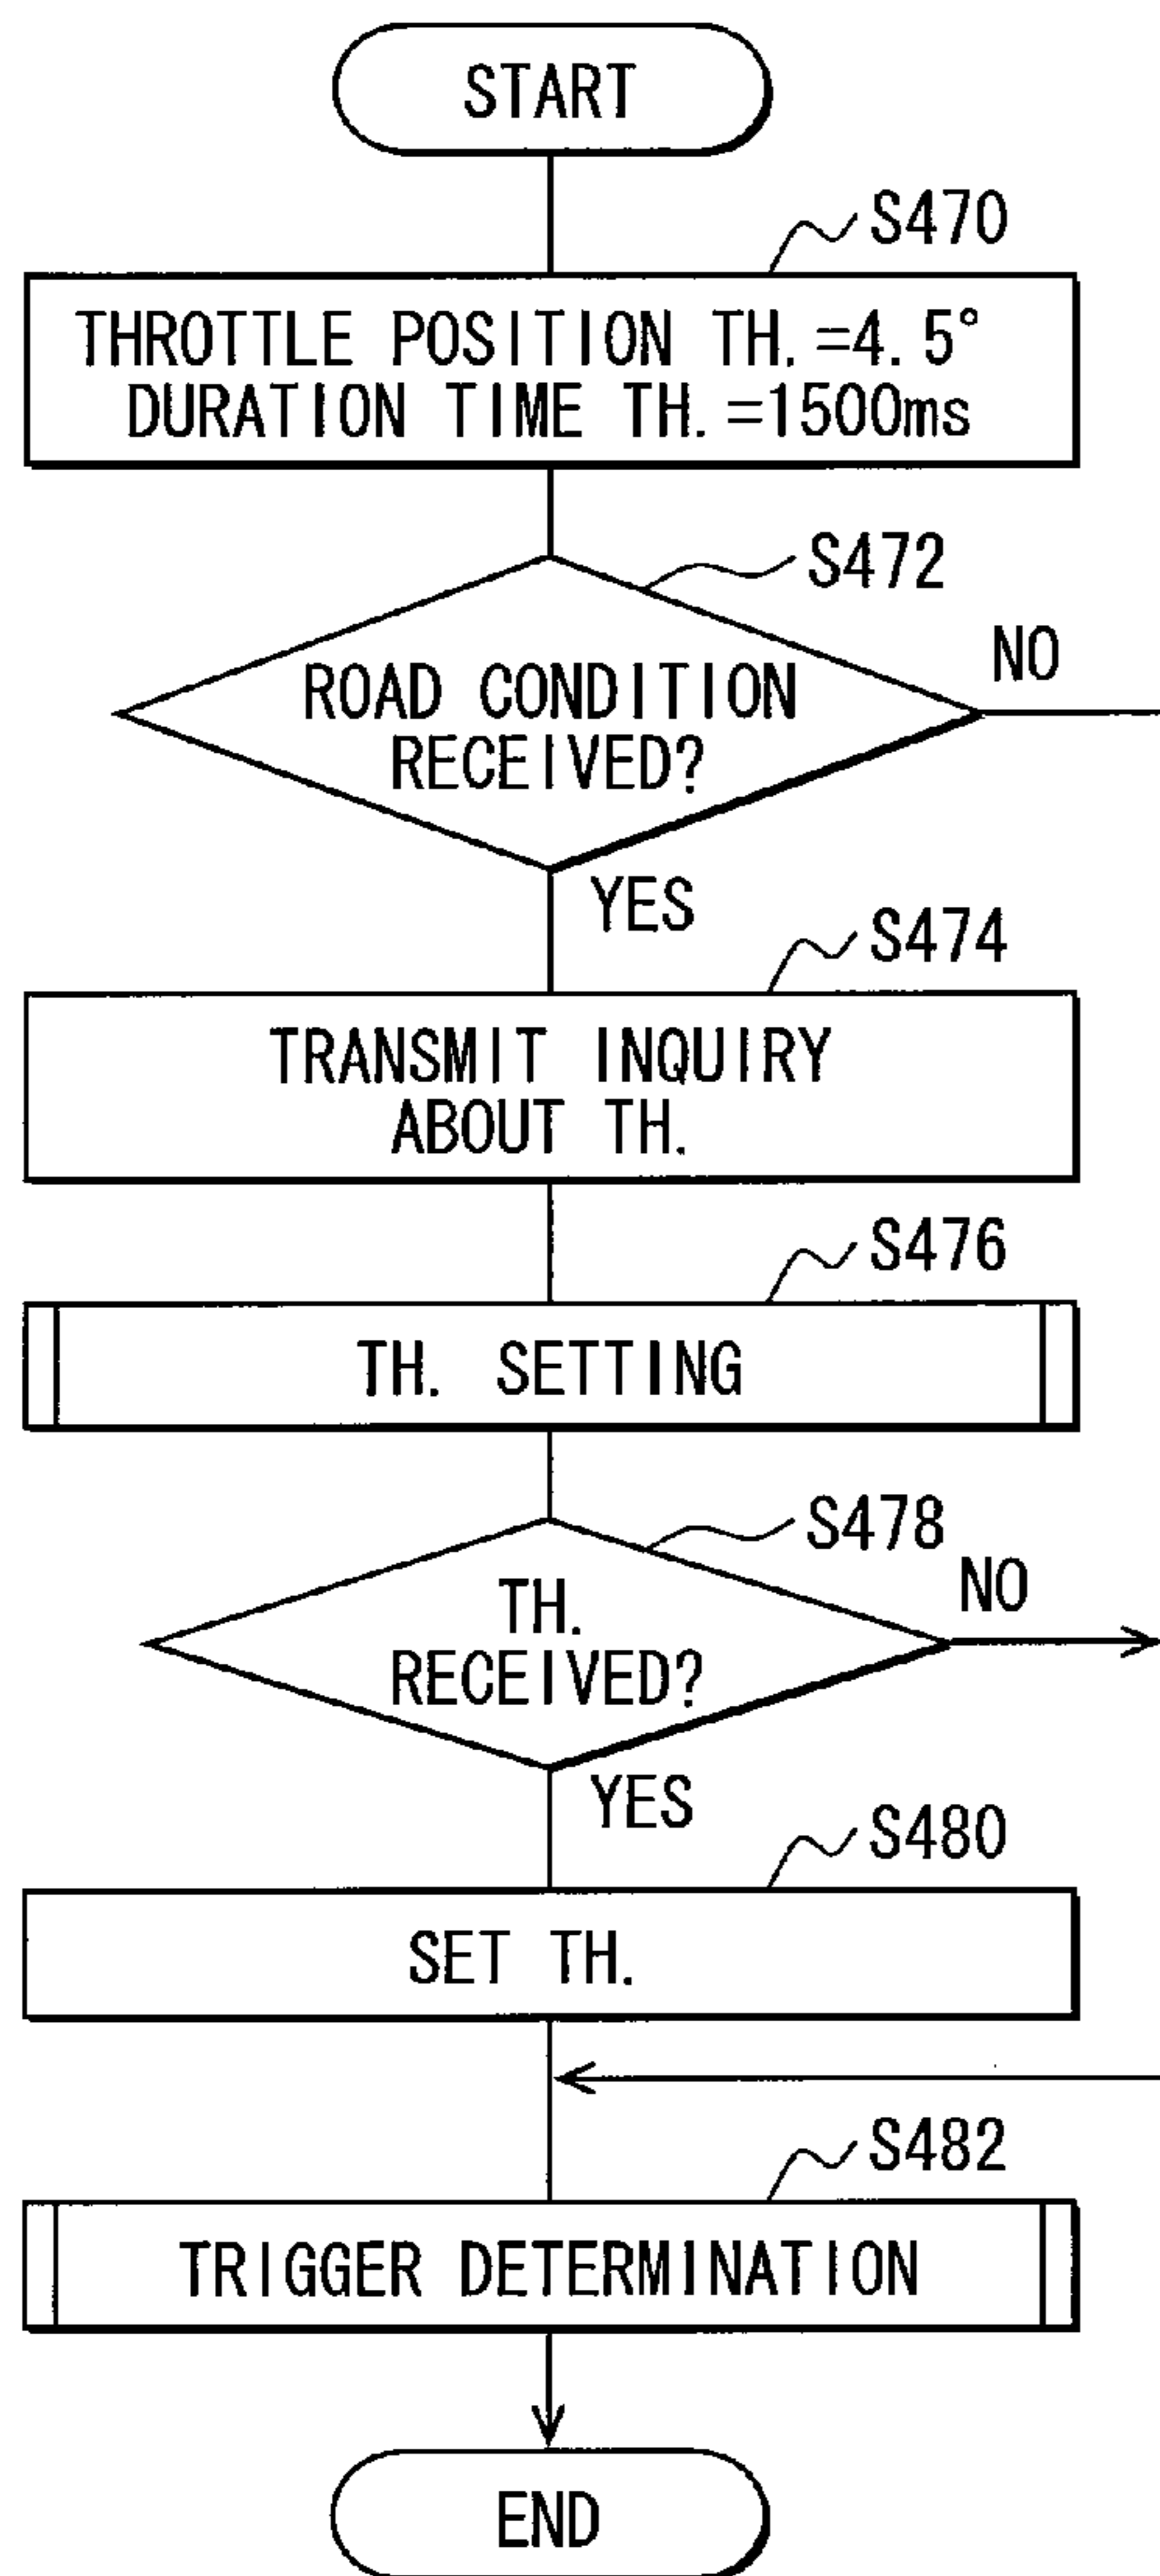 START
S470
THROTTLE POSITION TH.=4.5°
DURATION TIME TH.=1500ms
S472
NO
ROAD CONDITION
RECEIVED?
YES
S474
TRANSMIT INQUIRY
ABOUT TH.
S476
TH. SETTING
S478
NO
TH.
RECEIVED?
YES
S480
SET TH.
S482
TRIGGER DETERMINATION
END